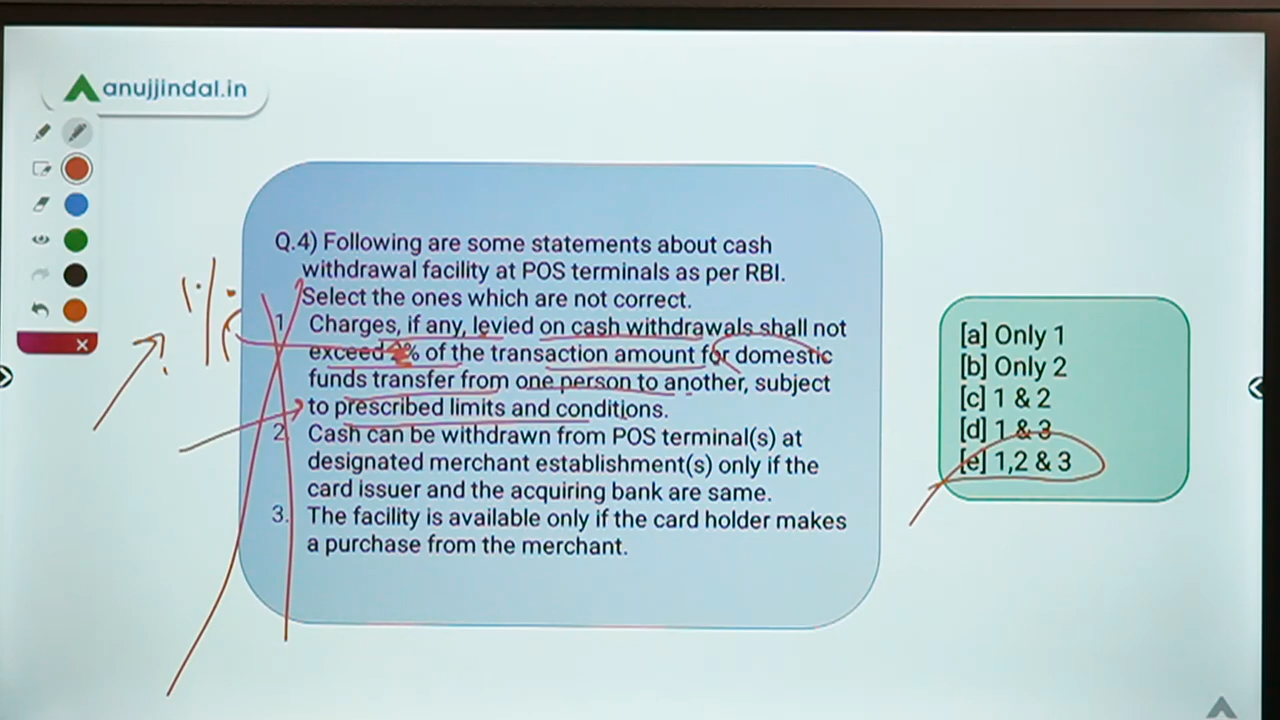 anujjindal.in
Q.4) Following are some statements about cash
withdrawal facility at POS terminals as per RBI.
Select the ones which are not correct.
1 Charges, if any, levied on cash withdrawals shall not
exceed % of the transaction amount for domestic
funds transfer from one person to another, subject
to prescribed limits and conditions.
2. Cash can be withdrawn from POS terminal(s) at
designated merchant establishment(s) only if the
card issuer and the acquiring bank are same.
3. The facility is available only if the card holder makes
a purchase from the merchant.
1%
[a] Only 1
[b] Only 2
[c] 1 & 2
[d] 1 & 3
[e] 1,2 & 3